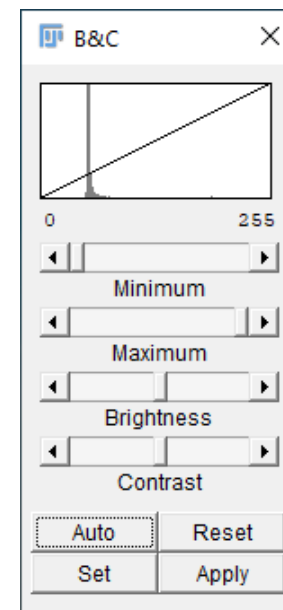 B&C
0 255
Minimum
Maximum
Brightness
Contrast
Auto Reset
Set Apply